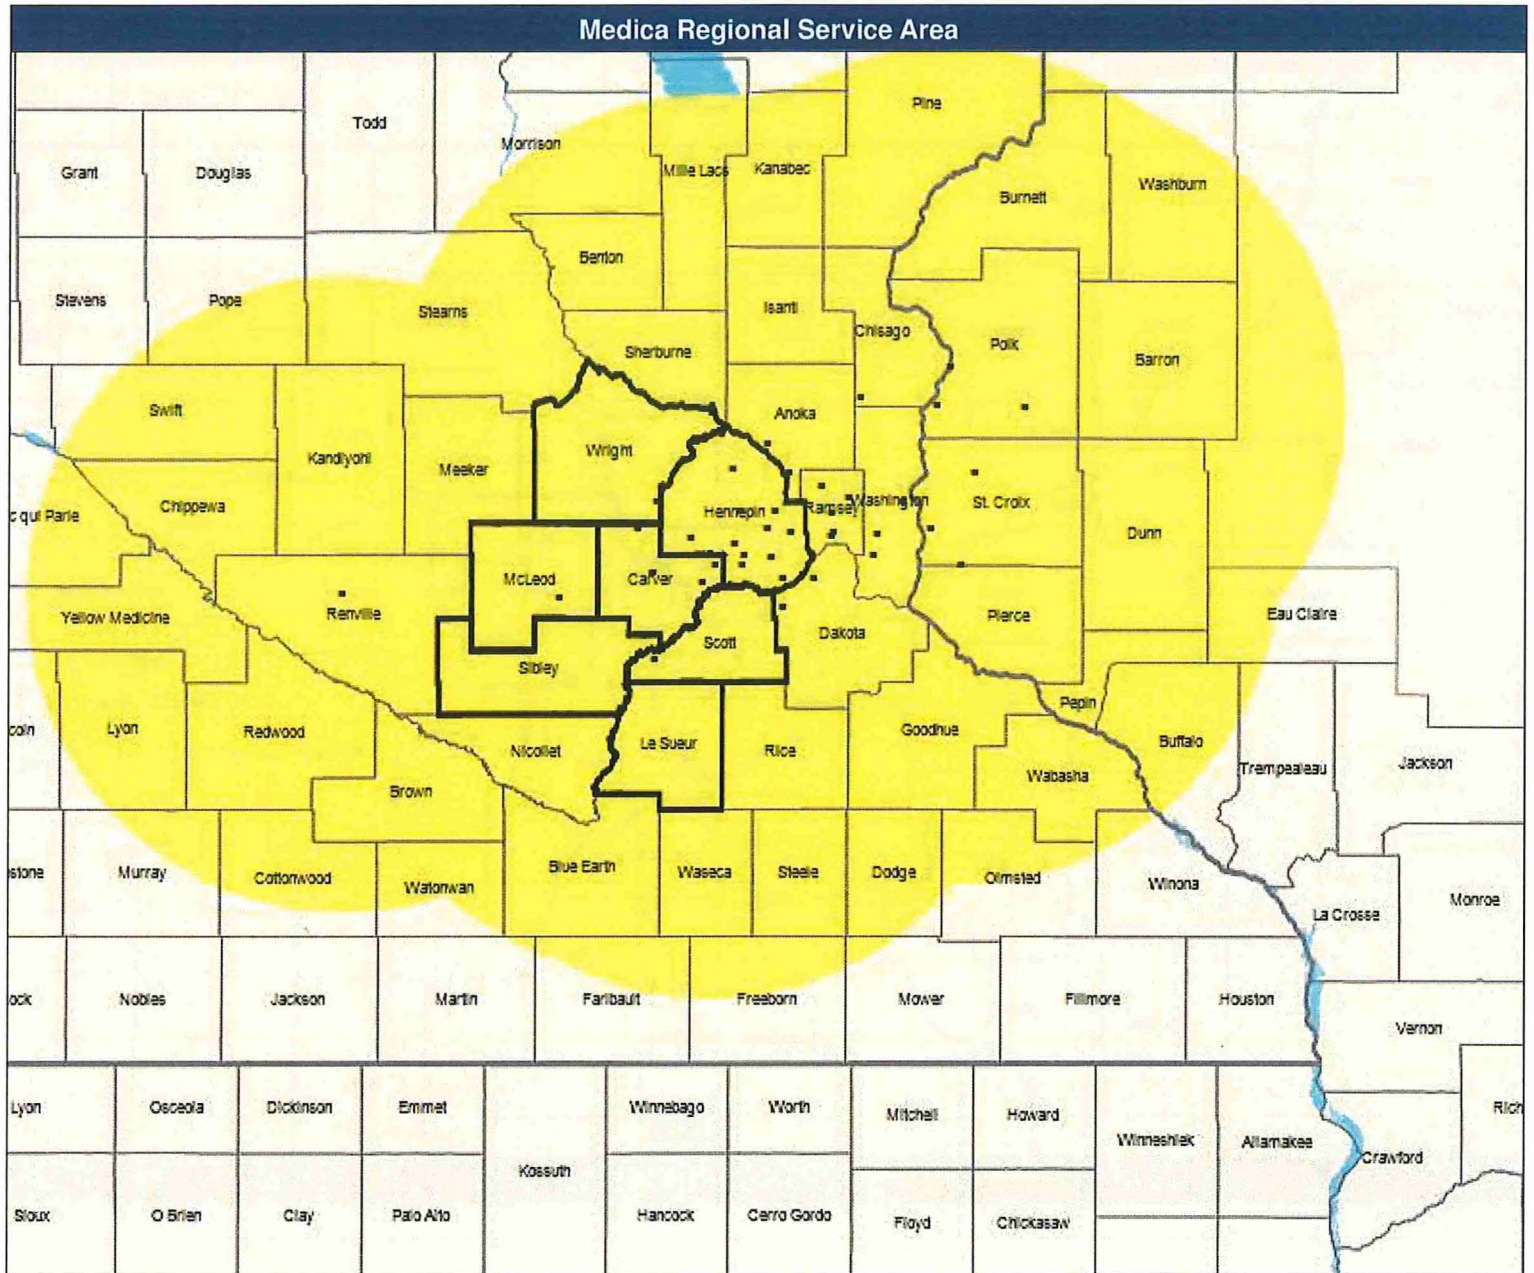 Medica Regional Service Area
Pine
Todd
Morrison
Grant
Douglas
Mille Lacs
Kanabec
Washburn
Burnett
Benton
Stevens
Pope
Stearns
Isanti
Chisago
Polk
Barron
Sherburne
Swift
Anoka
Kandiyohi
Meeker
Wright
Chippewa
c qui Parle
Hennepin
Ramsey
Washington
St. Croix
Dunn
McLeod
Carver
Yellow Medicine
Renville
Scott
Dakota
Pierce
Eau Claire
Sibley
Pepin
coln
Lyon
Redwood
Nicollet
Le Sueur
Rice
Goodhue
Buffalo
Wabasha
Trempealeau
Jackson
Brown
stone
Murray
Cottonwood
Watonwan
Blue Earth
Waseca
Steele
Dodge
Olmsted
Winona
La Crosse
Monroe
ock
Nobles
Jackson
Martin
Faribault
Freeborn
Mower
Fillmore
Houston
Vernon
Lyon
Osceola
Dickinson
Emmet
Winnebago
Worth
Mitchell
Howard
Rich
Winneshiek
Allamakee
Crawford
Kossuth
Sioux
O Brien
Clay
Palo Alto
Hancock
Cerro Gordo
Floyd
Chickasaw